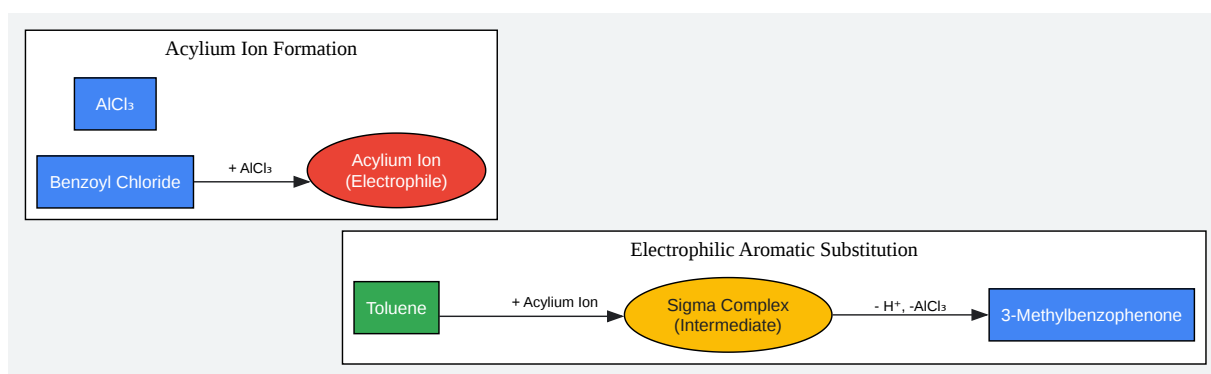 Acylium Ion Formation
AlCl₃
Benzoyl Chloride
+ AlCl₃
Acylium Ion
(Electrophile)
Electrophilic Aromatic Substitution
Toluene
+ Acylium Ion
Sigma Complex
(Intermediate)
- H⁺, -AlCl₃
3-Methylbenzophenone